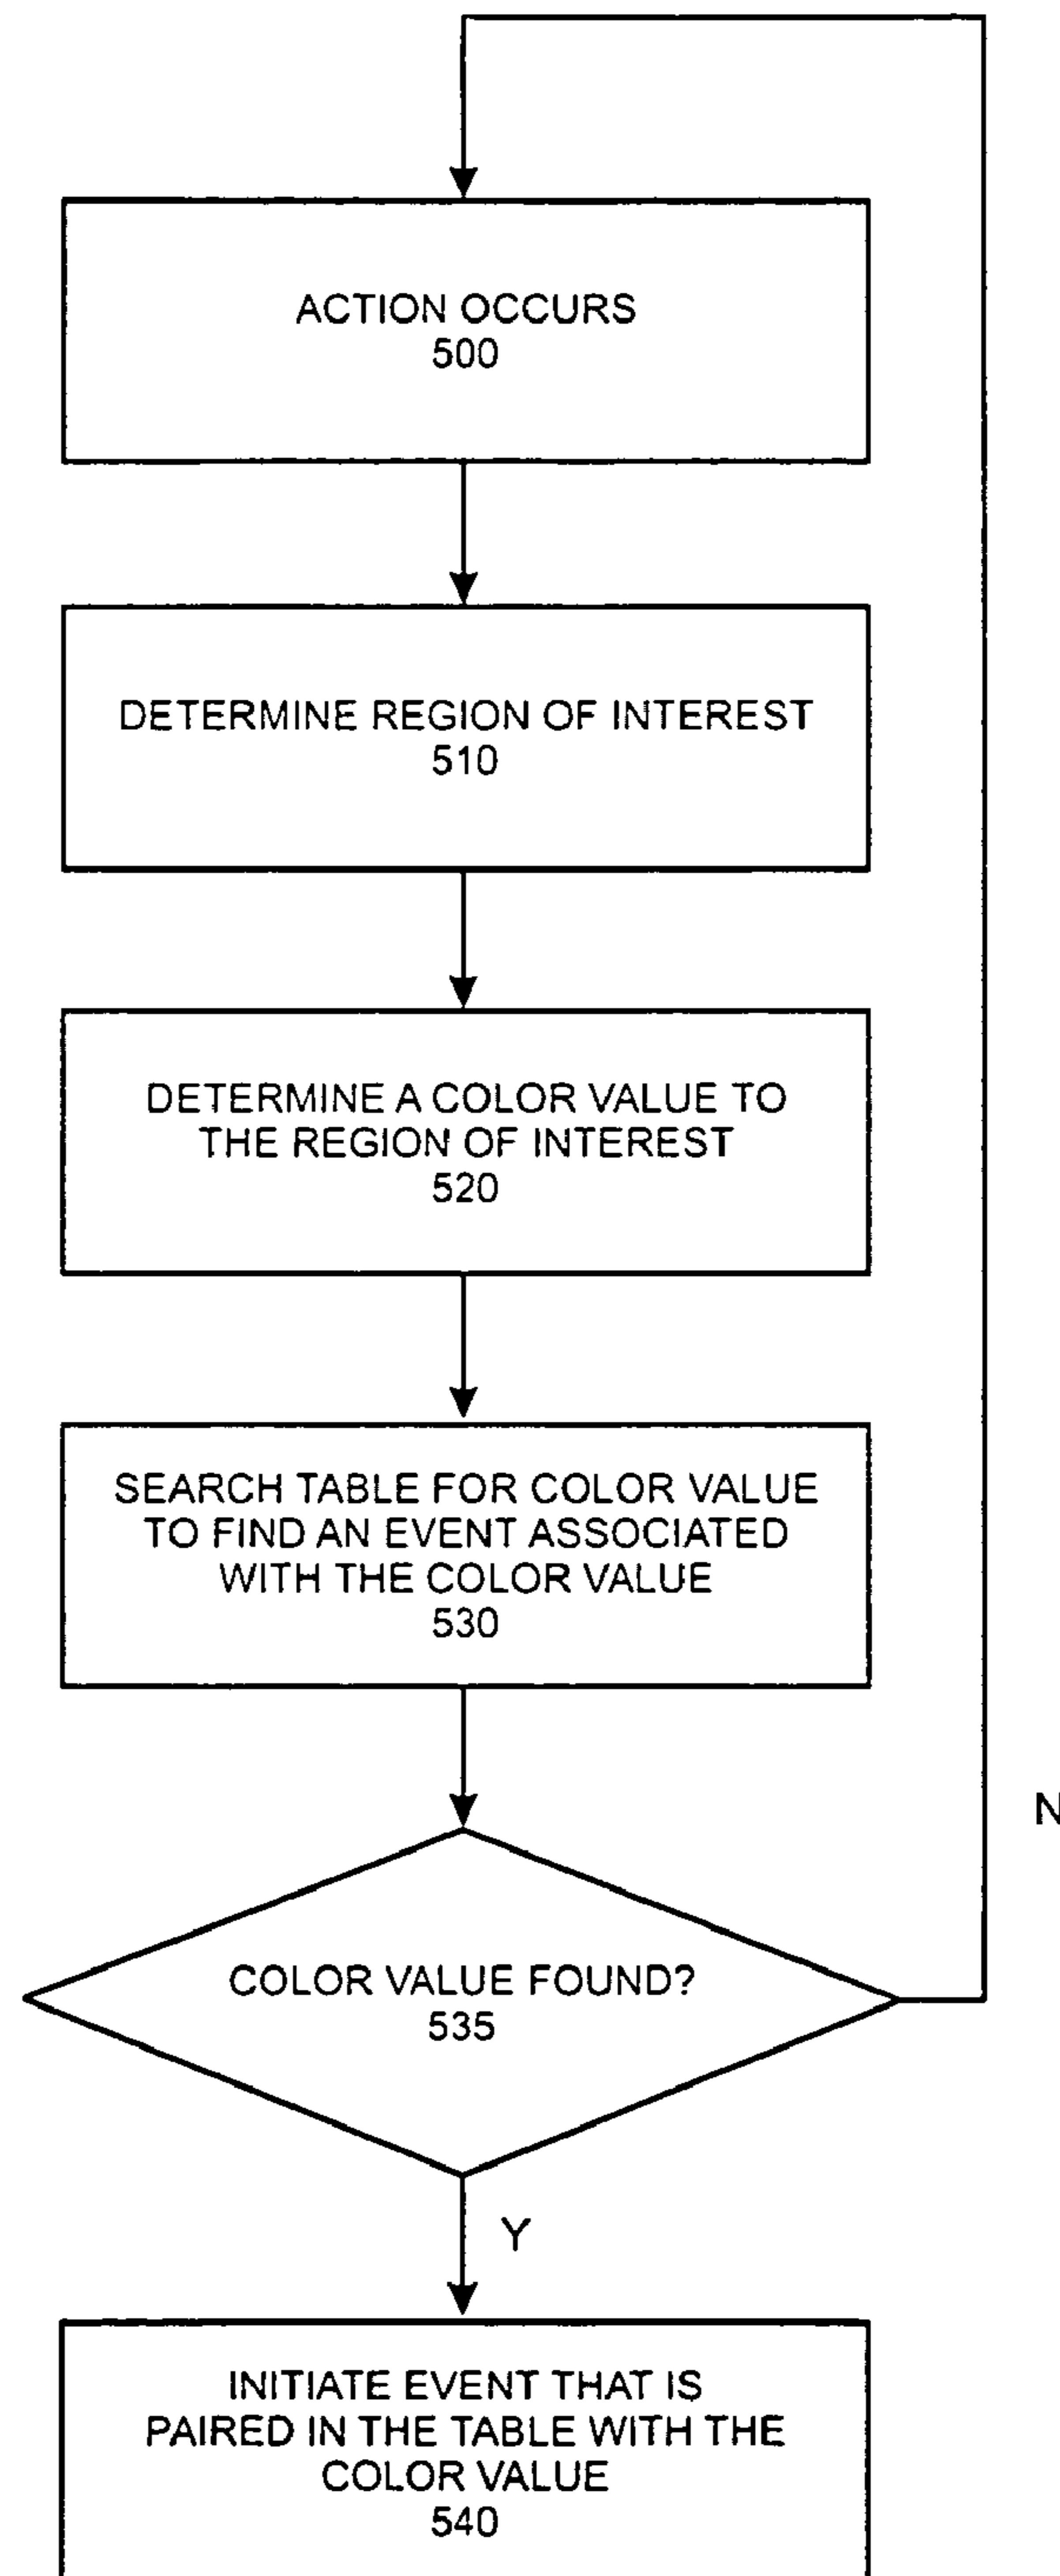 ACTION OCCURS
500
DETERMINE REGION OF INTEREST
510
DETERMINE A COLOR VALUE TO
THE REGION OF INTEREST
520
SEARCH TABLE FOR COLOR VALUE
TO FIND AN EVENT ASSOCIATED
WITH THE COLOR VALUE
530
N
COLOR VALUE FOUND?
535
Y
INITIATE EVENT THAT IS
PAIRED IN THE TABLE WITH THE
COLOR VALUE
540